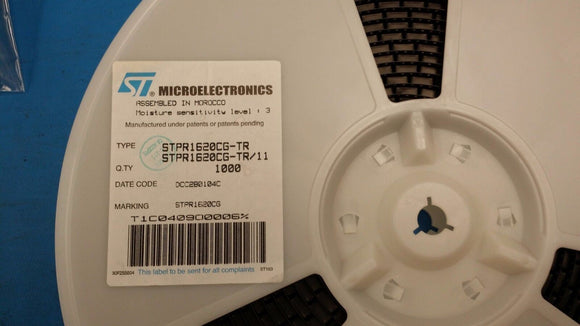 ST® MICROELECTRONICS
ASSEMBLED IN MOROCCO
Moisture sensitivity level : 3
Manufactured under patents or patents pending
TYPE STPR1620CG-TR
STPR1620CG-TR/11
Q.TY 1000
DATE CODE
MARKING STPR1620CG
This label to be sent for all complaints